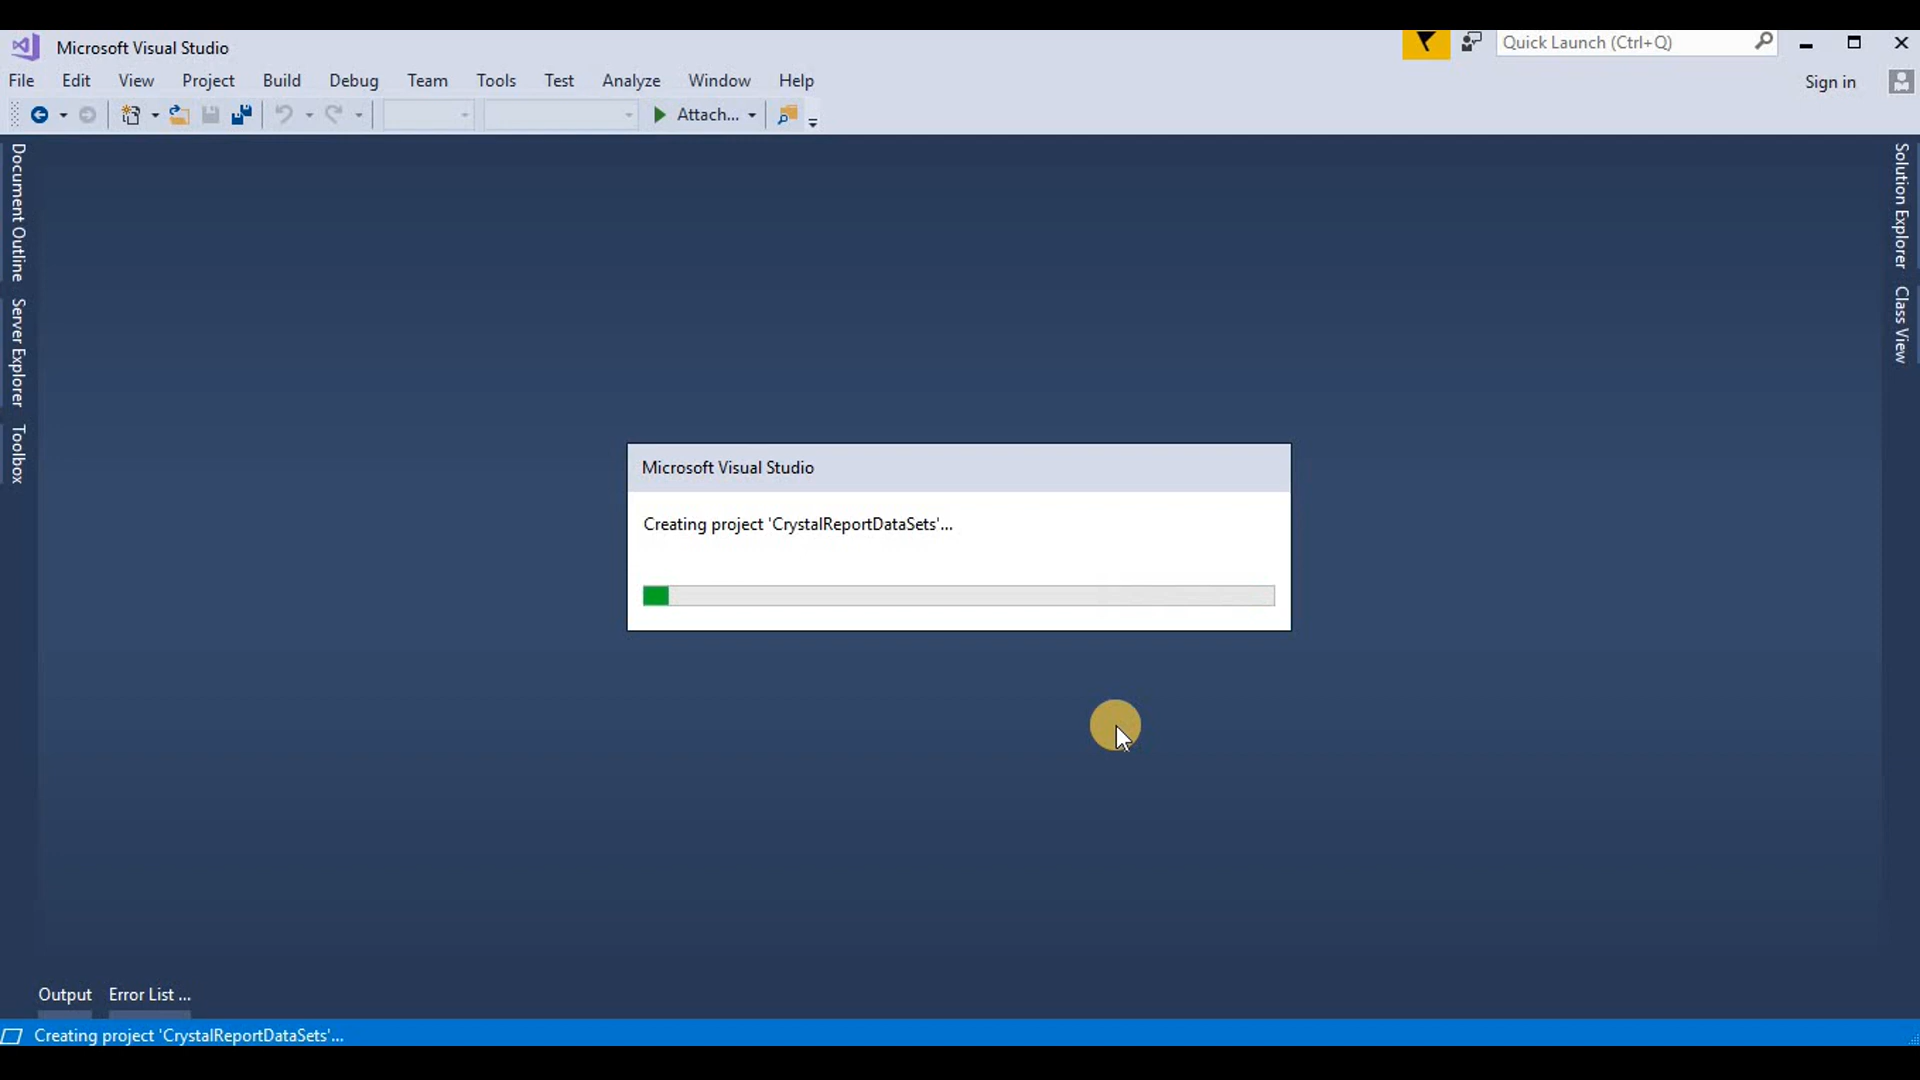 Microsoft Visual Studio
Quick Launch (Ctrl+Q)
File Edit View Project Build Debug Team Tools Test Analyze Window Help
Sign in
Attach...
Document Outline
Server Explorer
Toolbox
Solution Explorer
Class View
Microsoft Visual Studio
Creating project 'CrystalReportDataSets'...
Output Error List ...
Creating project 'CrystalReportDataSets'...